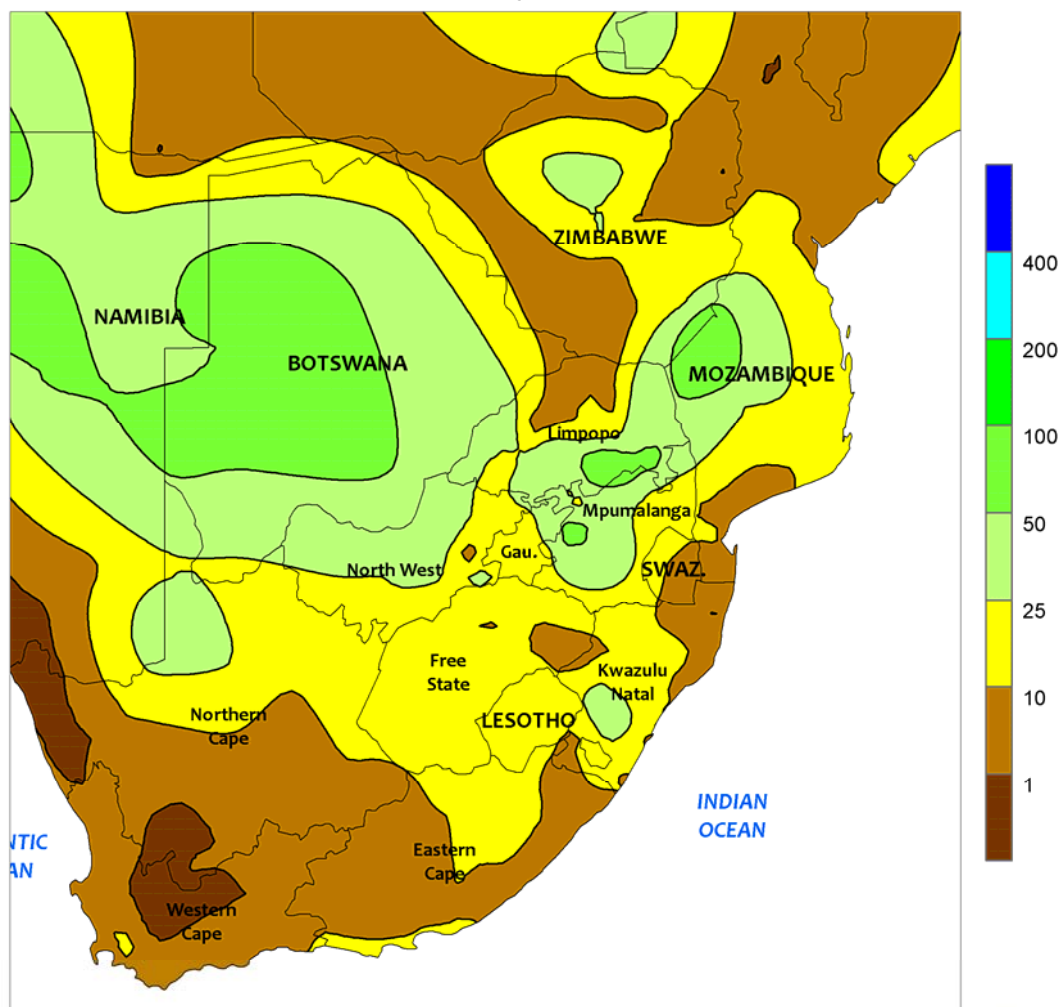 ZIMBABWE
NAMIBIA
BOTSWANA
MOZAMBIQUE
Limpopo
Mpumalanga
Gau.
North West
SWAZ.
Free
State
Kwazulu
Natal
Northern
Cape
LESOTHO
INDIAN
OCEAN
NTIC
AN
Eastern
Cape
Western
Cape
400
200
100
50
25
10
1